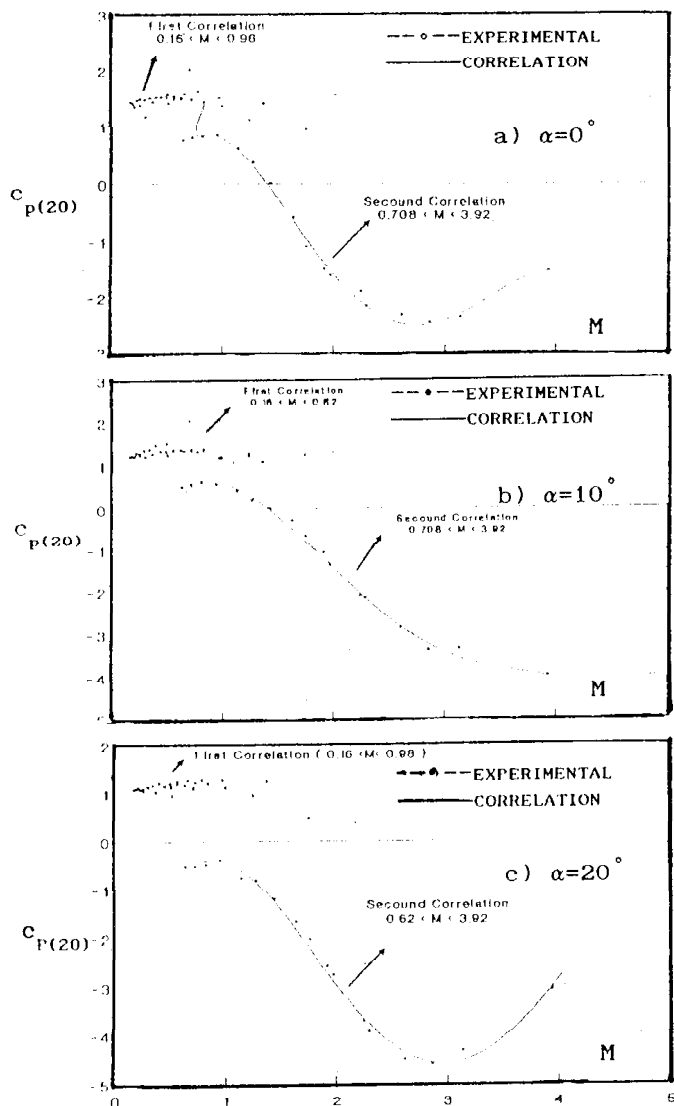 3
First Correlation
0.16 < M < 0.96
--o-- EXPERIMENTAL
—— CORRELATION
2
1
a) α=0°
0
C p(20)
Secound Correlation
0.708 < M < 3.92
-1
-2
M
3
First Correlation
0.16 < M < 0.82
--•-- EXPERIMENTAL
—— CORRELATION
2
1
b) α=10°
0
C p(20)
Secound Correlation
0.708 < M < 3.92
-1
-2
-3
-4
M
2
First Correlation ( 0.16 <M< 0.98 )
EXPERIMENTAL
CORRELATION
1
0
c) α=20°
-1
Secound Correlation
0.62 < M < 3.92
C P(20)
-2
-3
-4
M
-5
0 1 2 3 4 5